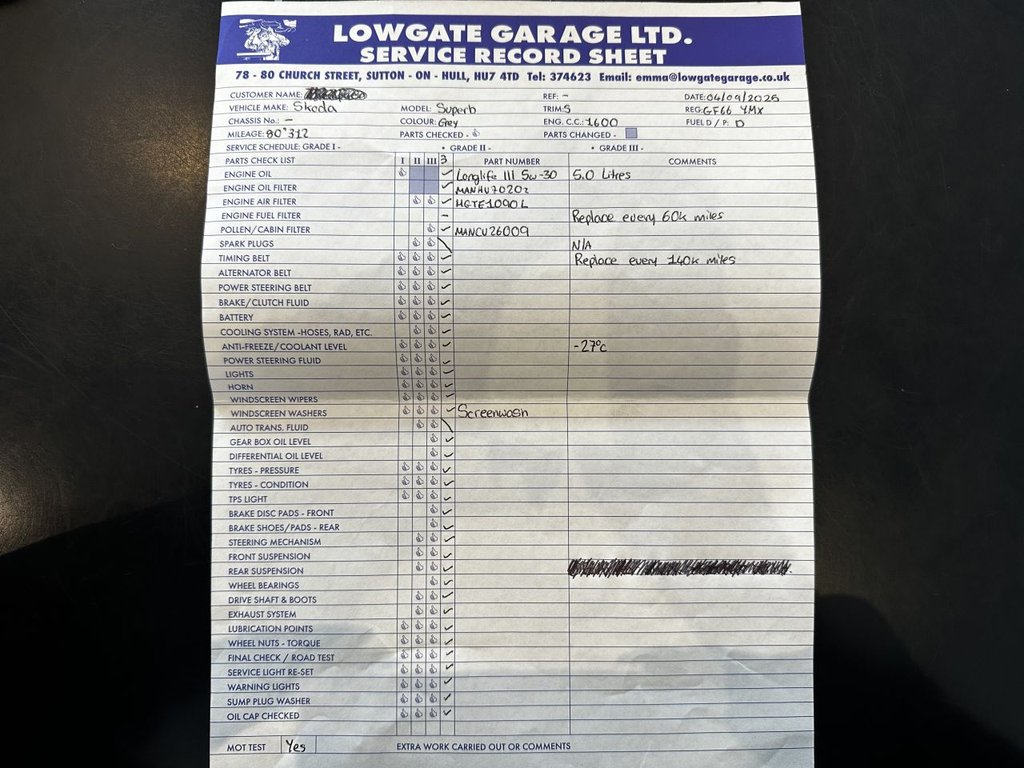 LOWGATE GARAGE LTD.
SERVICE RECORD SHEET
78 - 80 CHURCH STREET, SUTTON - ON - HULL, HU7 4TD Tel: 374623 Email: emma@lowgategarage.co.uk
CUSTOMER NAME: REF: - DATE: 04/09/2025
VEHICLE MAKE: Skoda MODEL: Superb TRIM: S REG: GF66 YMX
CHASSIS No.: - COLOUR: Grey ENG. C.C.: 1600 FUEL D / P: D
MILEAGE: 80'312 PARTS CHECKED - PARTS CHANGED -
SERVICE SCHEDULE: GRADE I - • GRADE II - • GRADE III -
PARTS CHECK LIST I II III 3 PART NUMBER COMMENTS
ENGINE OIL ✓ Longlife III 5w-30 5.0 Litres
ENGINE OIL FILTER ✓ MANHU7020z
ENGINE AIR FILTER ✓ MGTE1090L
ENGINE FUEL FILTER - Replace every 60k miles
POLLEN/CABIN FILTER ✓ MANCU26009
SPARK PLUGS \ N/A
TIMING BELT ✓ Replace every 140k miles
ALTERNATOR BELT ✓
POWER STEERING BELT ✓
BRAKE/CLUTCH FLUID ✓
BATTERY ✓
COOLING SYSTEM -HOSES, RAD, ETC. ✓
ANTI-FREEZE/COOLANT LEVEL ✓ -27°c
POWER STEERING FLUID ✓
LIGHTS ✓
HORN ✓
WINDSCREEN WIPERS ✓
WINDSCREEN WASHERS ✓ Screenwash
AUTO TRANS. FLUID \
GEAR BOX OIL LEVEL ✓
DIFFERENTIAL OIL LEVEL ✓
TYRES - PRESSURE ✓
TYRES - CONDITION ✓
TPS LIGHT ✓
BRAKE DISC PADS - FRONT ✓
BRAKE SHOES/PADS - REAR ✓
STEERING MECHANISM ✓
FRONT SUSPENSION ✓
REAR SUSPENSION ✓
WHEEL BEARINGS ✓
DRIVE SHAFT & BOOTS ✓
EXHAUST SYSTEM ✓
LUBRICATION POINTS ✓
WHEEL NUTS - TORQUE ✓
FINAL CHECK / ROAD TEST ✓
SERVICE LIGHT RE-SET ✓
WARNING LIGHTS ✓
SUMP PLUG WASHER ✓
OIL CAP CHECKED ✓
MOT TEST Yes EXTRA WORK CARRIED OUT OR COMMENTS